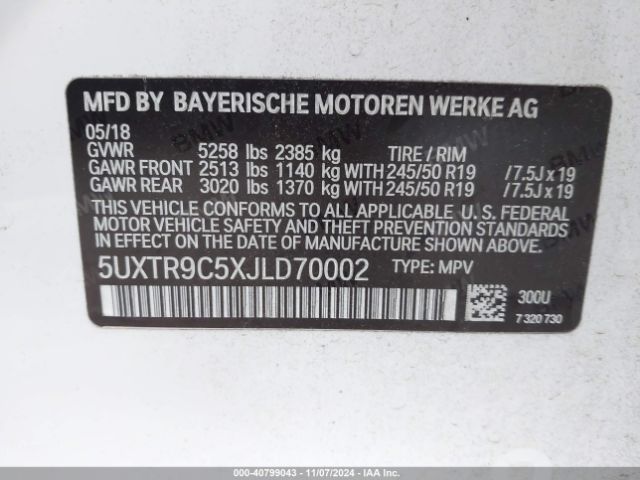 MFD BY BAYERISCHE MOTOREN WERKE AG
05/18
GVWR 5258 lbs 2385 kg TIRE / RIM
GAWR FRONT 2513 lbs 1140 kg WITH 245/50 R19 /7.5J x 19
GAWR REAR 3020 lbs 1370 kg WITH 245/50 R19 /7.5J x 19
THIS VEHICLE CONFORMS TO ALL APPLICABLE U. S. FEDERAL
MOTOR VEHICLE SAFETY AND THEFT PREVENTION STANDARDS
IN EFFECT ON THE DATE OF MANUFACTURE SHOWN ABOVE.
5UXTR9C5XJLD70002 TYPE: MPV
300U
7 320 730
000-40799043 - 11/07/2024 - IAA Inc.